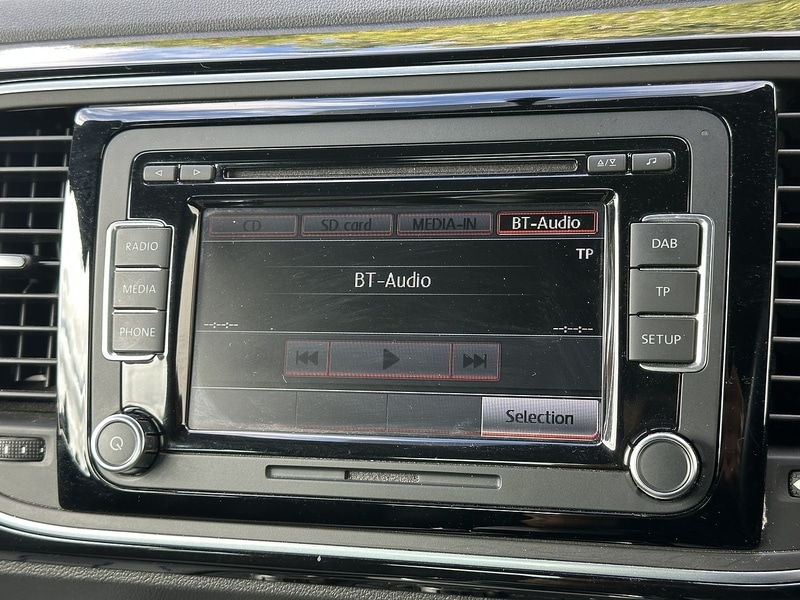 CD SD card MEDIA-IN BT-Audio
TP
BT-Audio
--:--:-- --:--:--
Selection
RADIO
MEDIA
PHONE
DAB
TP
SETUP